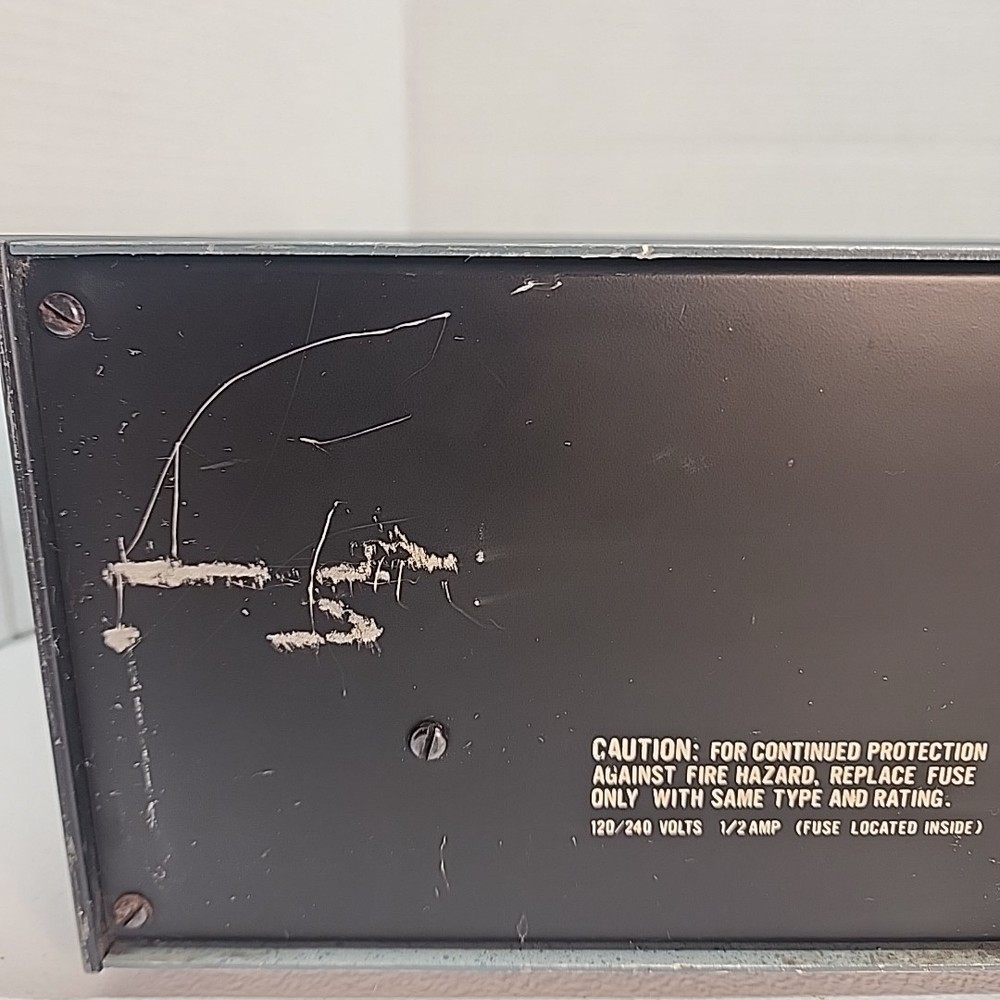 CAUTION: FOR CONTINUED PROTECTION
AGAINST FIRE HAZARD, REPLACE FUSE
ONLY WITH SAME TYPE AND RATING.
120/240 VOLTS 1/2 AMP (FUSE LOCATED INSIDE)